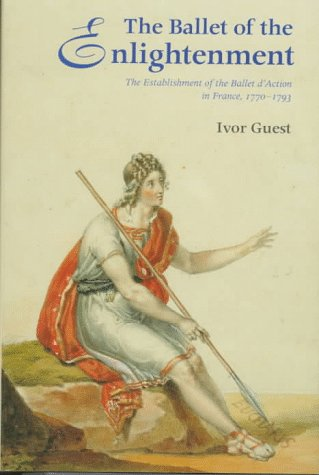 The Ballet of the
Enlightenment
The Establishment of the Ballet d'Action
in France, 1770–1793
Ivor Guest